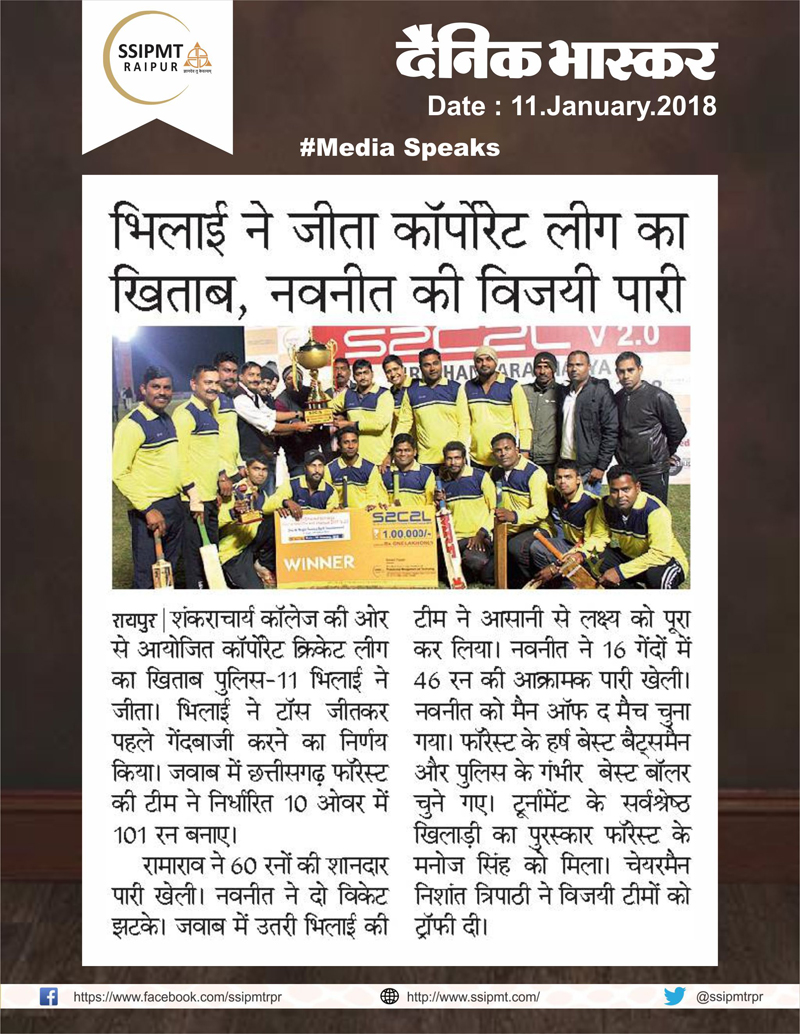 SSIPMT
RAIPUR
दैनिक भास्कर
Date : 11.January.2018
#Media Speaks
भिलाई ने जीता कॉर्पोरेट लीग का
खिताब, नवनीत की विजयी पारी
S2C2L V 2.0
S2C2L
1,00,000/-
WINNER
रायपुर | शंकराचार्य कॉलेज की ओर
से आयोजित कॉर्पोरेट क्रिकेट लीग
का खिताब पुलिस-11 भिलाई ने
जीता। भिलाई ने टॉस जीतकर
पहले गेंदबाजी करने का निर्णय
किया। जवाब में छत्तीसगढ़ फॉरेस्ट
की टीम ने निर्धारित 10 ओवर में
101 रन बनाए।
रामाराव ने 60 रनों की शानदार
पारी खेली। नवनीत ने दो विकेट
झटके। जवाब में उतरी भिलाई की
टीम ने आसानी से लक्ष्य को पूरा
कर लिया। नवनीत ने 16 गेंदों में
46 रन की आक्रामक पारी खेली।
नवनीत को मैन ऑफ द मैच चुना
गया। फॉरेस्ट के हर्ष बेस्ट बैट्समैन
और पुलिस के गंभीर बेस्ट बॉलर
चुने गए। टूर्नामेंट के सर्वश्रेष्ठ
खिलाड़ी का पुरस्कार फॉरेस्ट के
मनोज सिंह को मिला। चेयरमैन
निशांत त्रिपाठी ने विजयी टीमों को
ट्रॉफी दी।
https://www.facebook.com/ssipmtrpr
http://www.ssipmt.com/
@ssipmtrpr